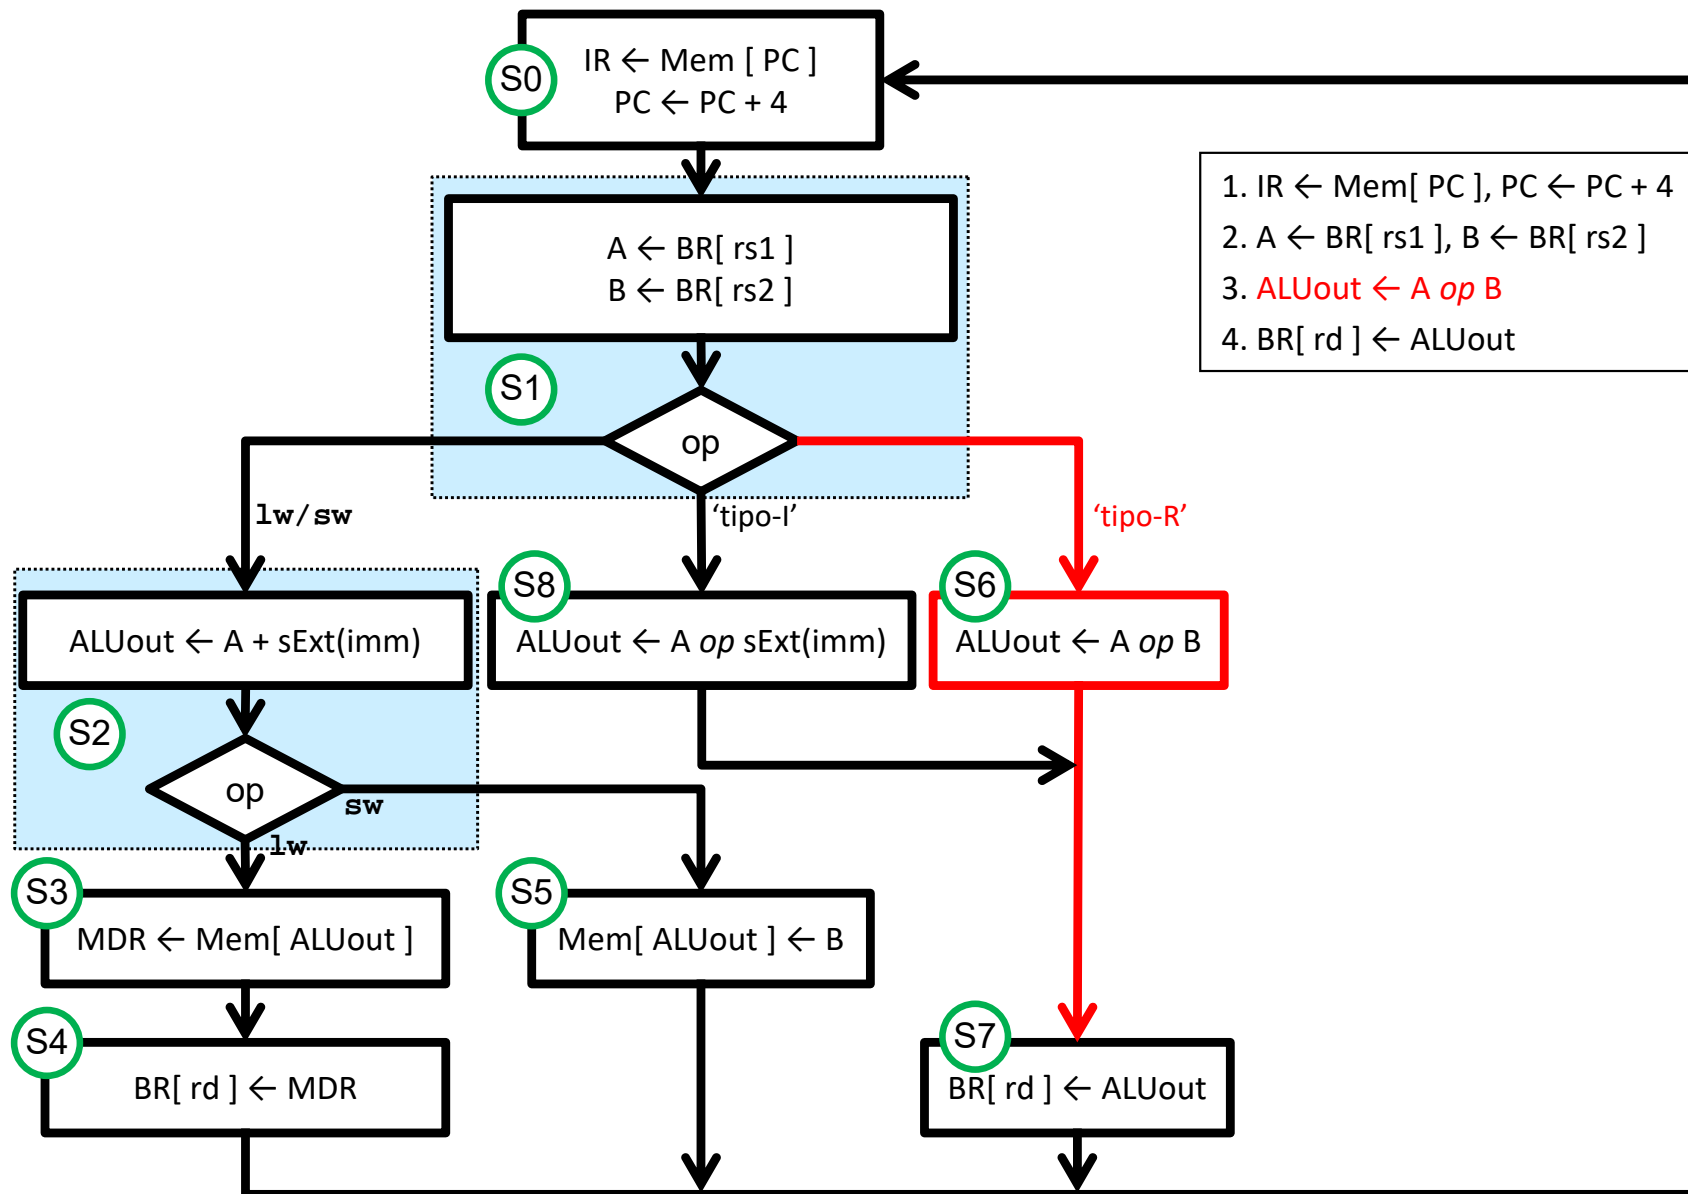 S0
IR ← Mem [ PC ]
PC ← PC + 4
1. IR ← Mem[ PC ], PC ← PC + 4
2. A ← BR[ rs1 ], B ← BR[ rs2 ]
3. ALUout ← A op B
4. BR[ rd ] ← ALUout
A ← BR[ rs1 ]
B ← BR[ rs2 ]
S1
op
lw/sw
‘tipo-I’
‘tipo-R’
S8
S6
ALUout ← A + sExt(imm)
ALUout ← A op sExt(imm)
ALUout ← A op B
S2
op
sw
lw
S3
S5
MDR ← Mem[ ALUout ]
Mem[ ALUout ] ← B
S4
S7
BR[ rd ] ← MDR
BR[ rd ] ← ALUout